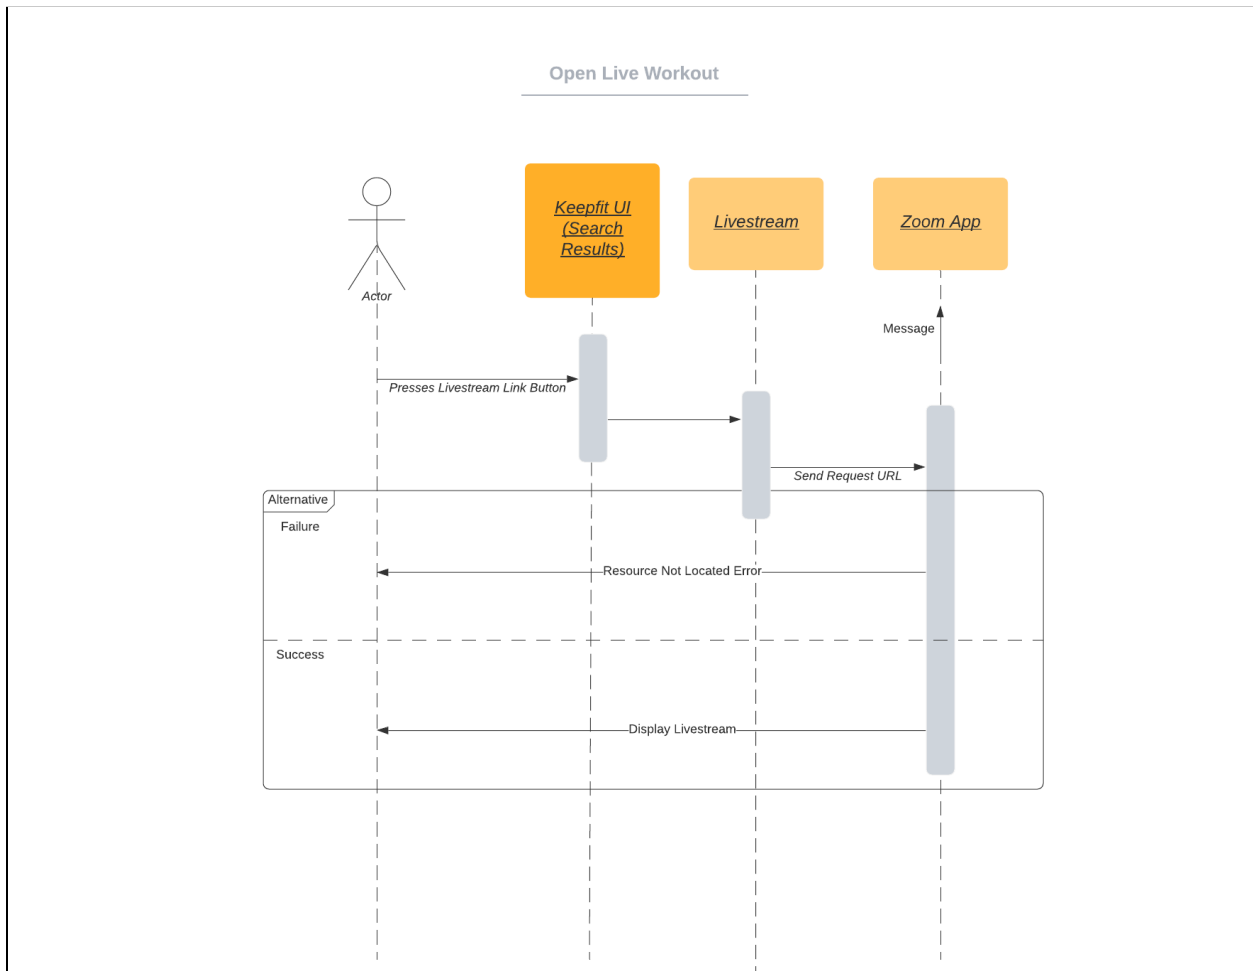 Open Live Workout
Keepfit UI
(Search
Results)
Livestream
Zoom App
Actor
Message
Presses Livestream Link Button
Send Request URL
Alternative
Failure
Resource Not Located Error
Success
Display Livestream